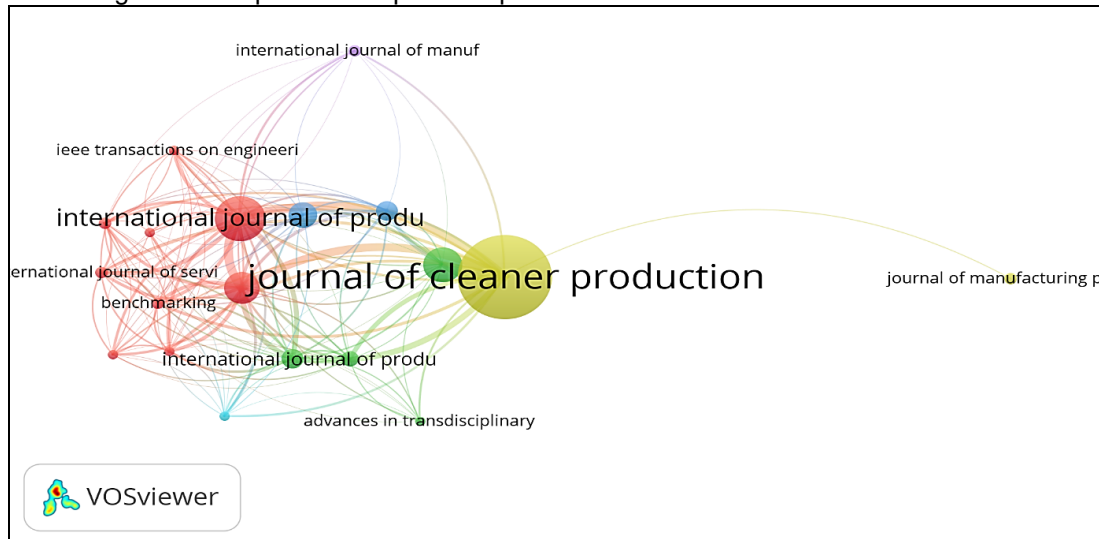 international journal of manuf
ieee transactions on engineeri
international journal of produ
ernational journal of servi
journal of cleaner production
journal of manufacturing p
benchmarking
international journal of produ
advances in transdisciplinary
VOSviewer